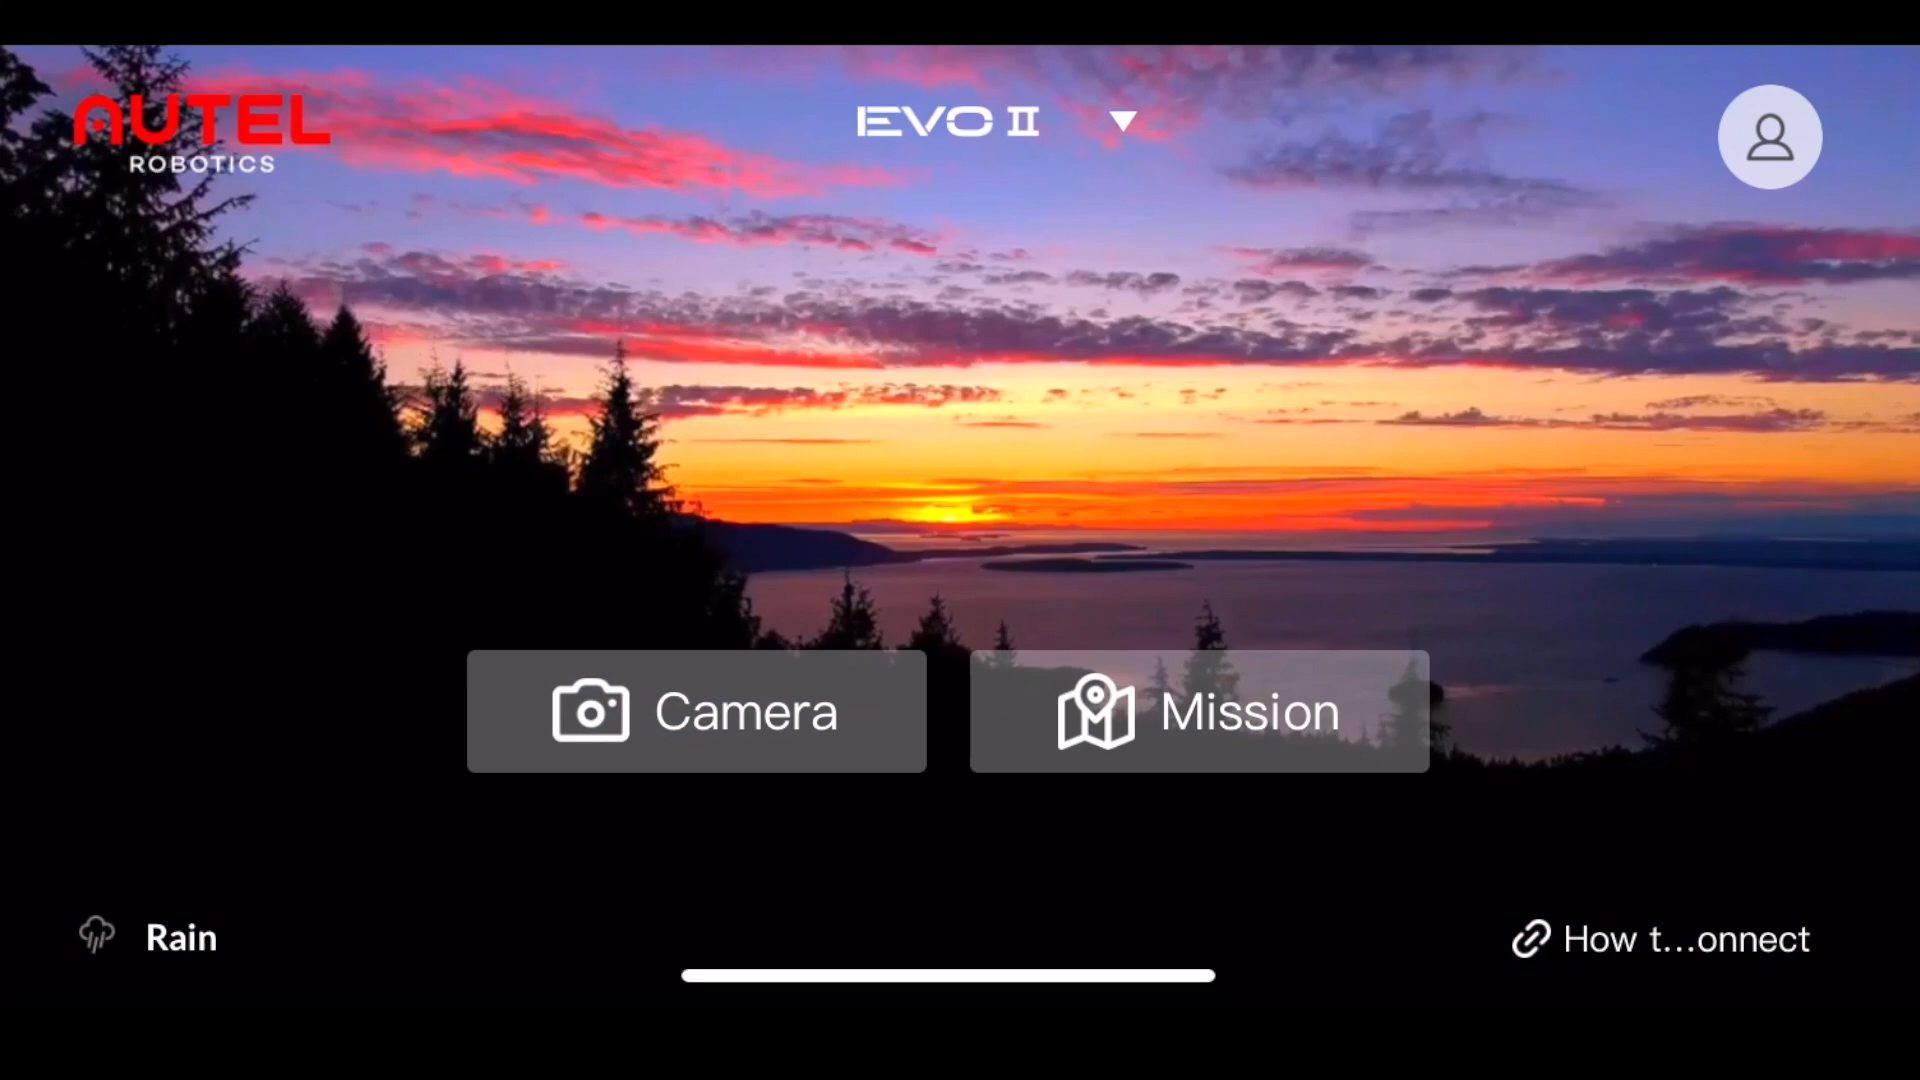 AUTEL
ROBOTICS
EVO II
Camera
Mission
Rain
How t...onnect